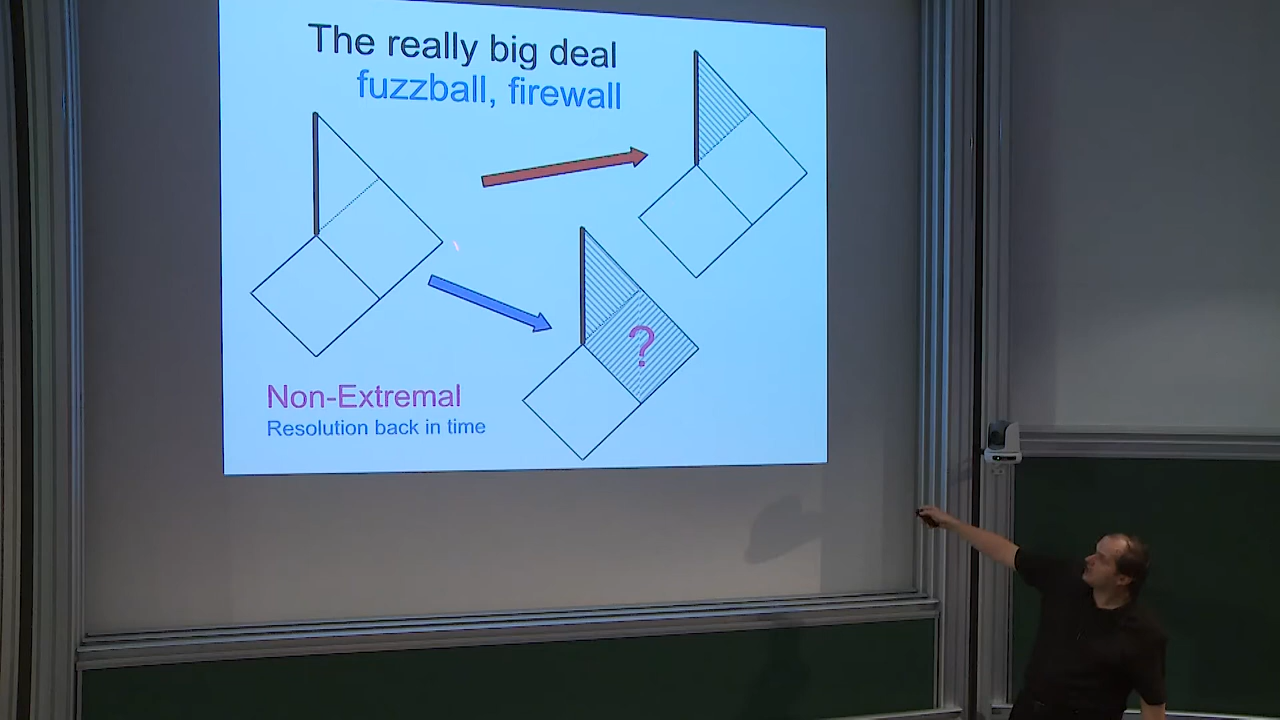 The really big deal
fuzzball, firewall
?
Non-Extremal
Resolution back in time